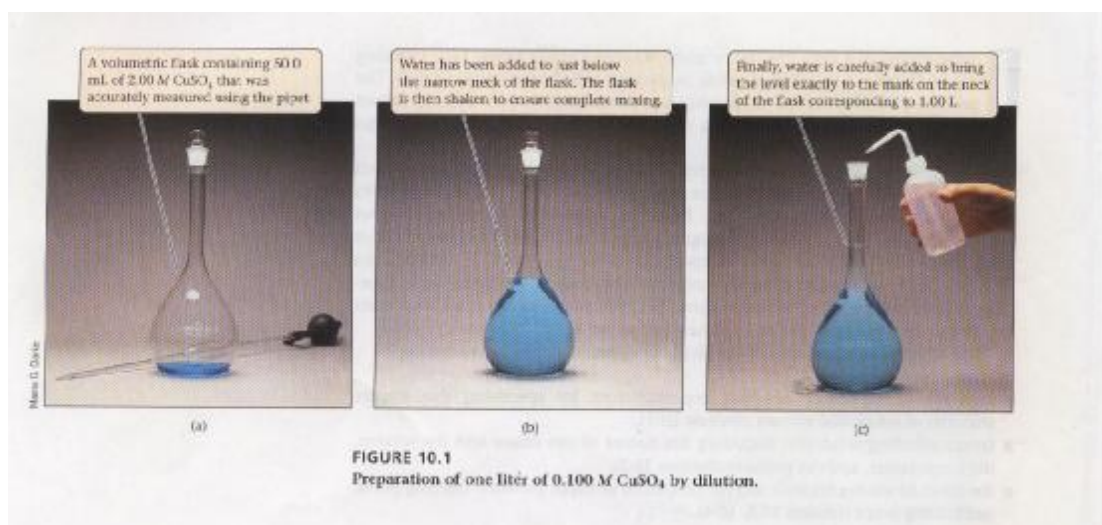 A volumetric flask containing 50.0
mL of 2.00 M CuSO₄ that was
accurately measured using the pipet
Water has been added to just below
the narrow neck of the flask. The flask
is then shaken to ensure complete mixing.
Finally, water is carefully added to bring
the level exactly to the mark on the neck
of the flask corresponding to 1.00 L
(a)
(b)
(c)
FIGURE 10.1
Preparation of one liter of 0.100 M CuSO₄ by dilution.